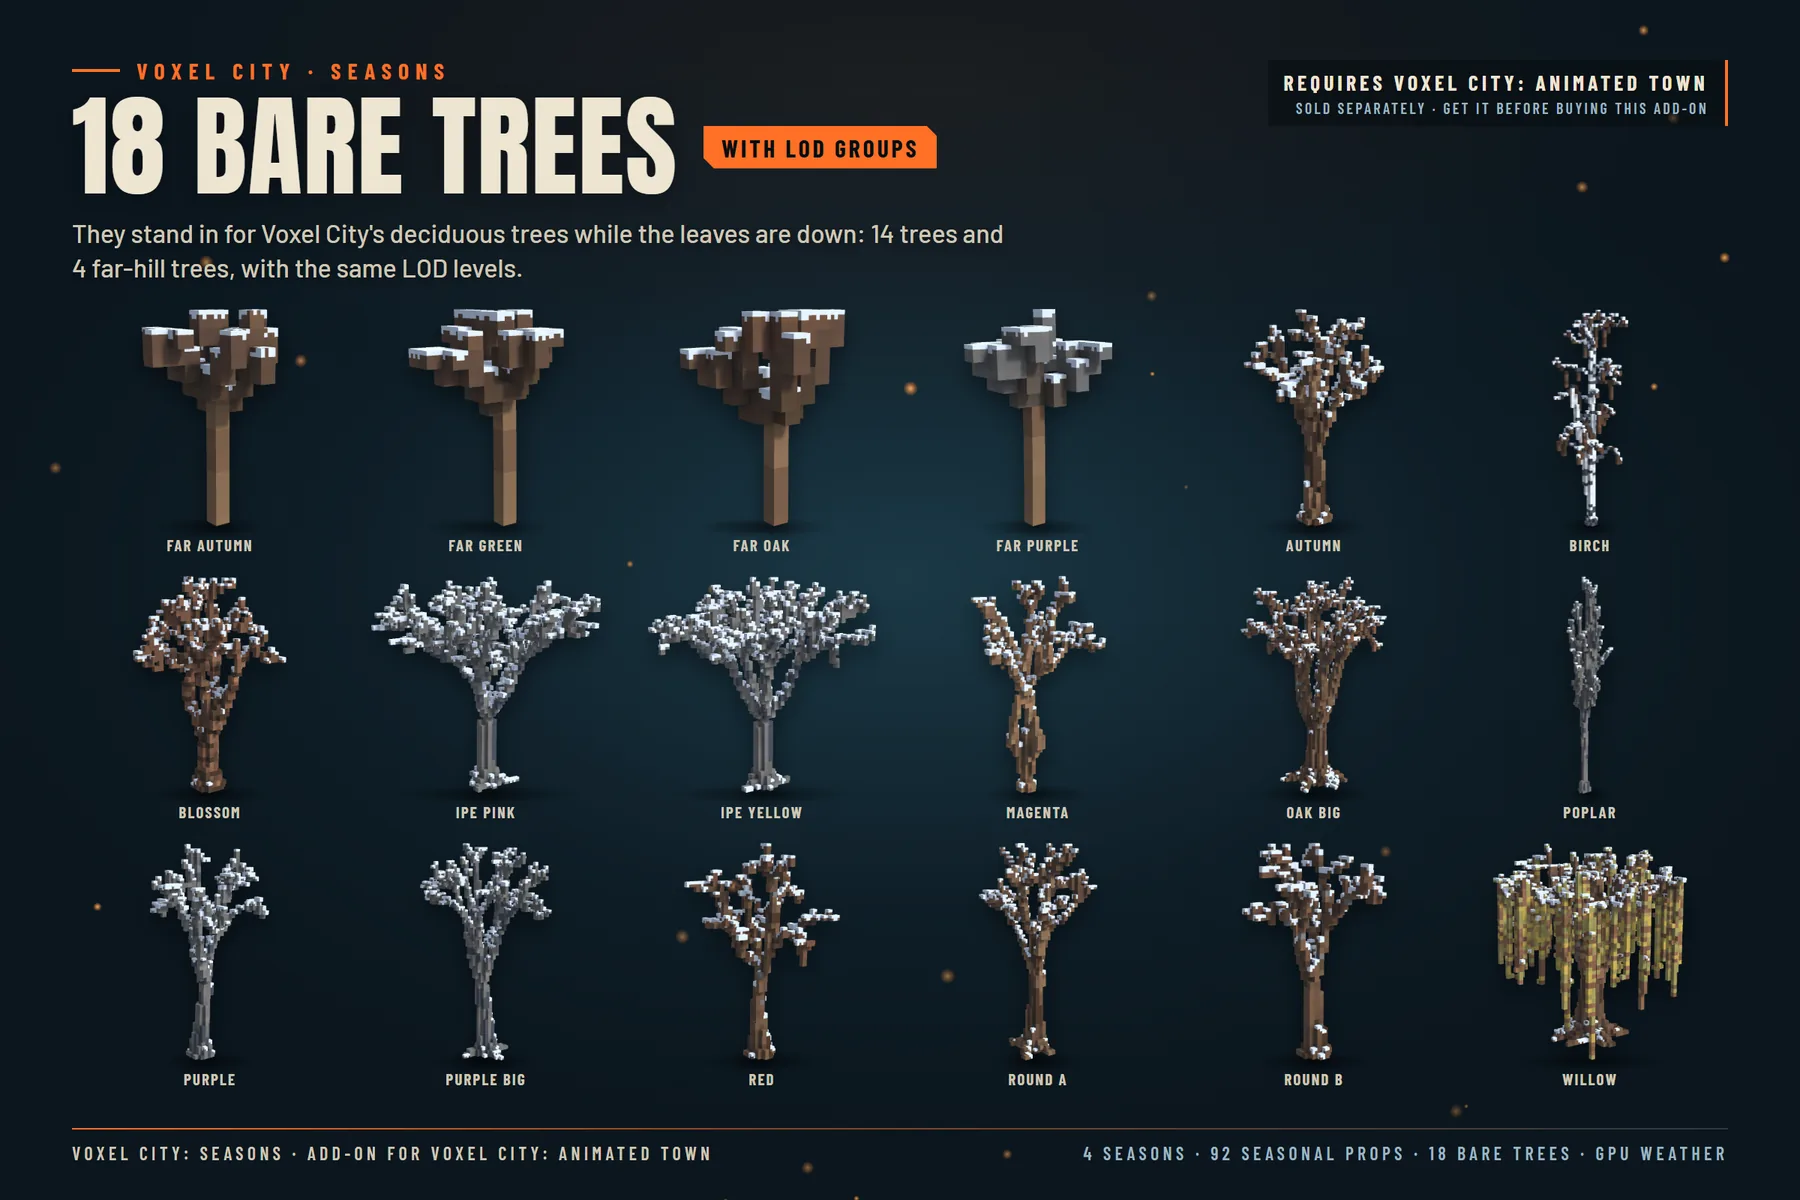 VOXEL CITY · SEASONS
18 BARE TREES
WITH LOD GROUPS
REQUIRES VOXEL CITY: ANIMATED TOWN
SOLD SEPARATELY · GET IT BEFORE BUYING THIS ADD-ON
They stand in for Voxel City's deciduous trees while the leaves are down: 14 trees and
4 far-hill trees, with the same LOD levels.
FAR AUTUMN
FAR GREEN
FAR OAK
FAR PURPLE
AUTUMN
BIRCH
BLOSSOM
IPE PINK
IPE YELLOW
MAGENTA
OAK BIG
POPLAR
PURPLE
PURPLE BIG
RED
ROUND A
ROUND B
WILLOW
VOXEL CITY: SEASONS · ADD-ON FOR VOXEL CITY: ANIMATED TOWN
4 SEASONS · 92 SEASONAL PROPS · 18 BARE TREES · GPU WEATHER